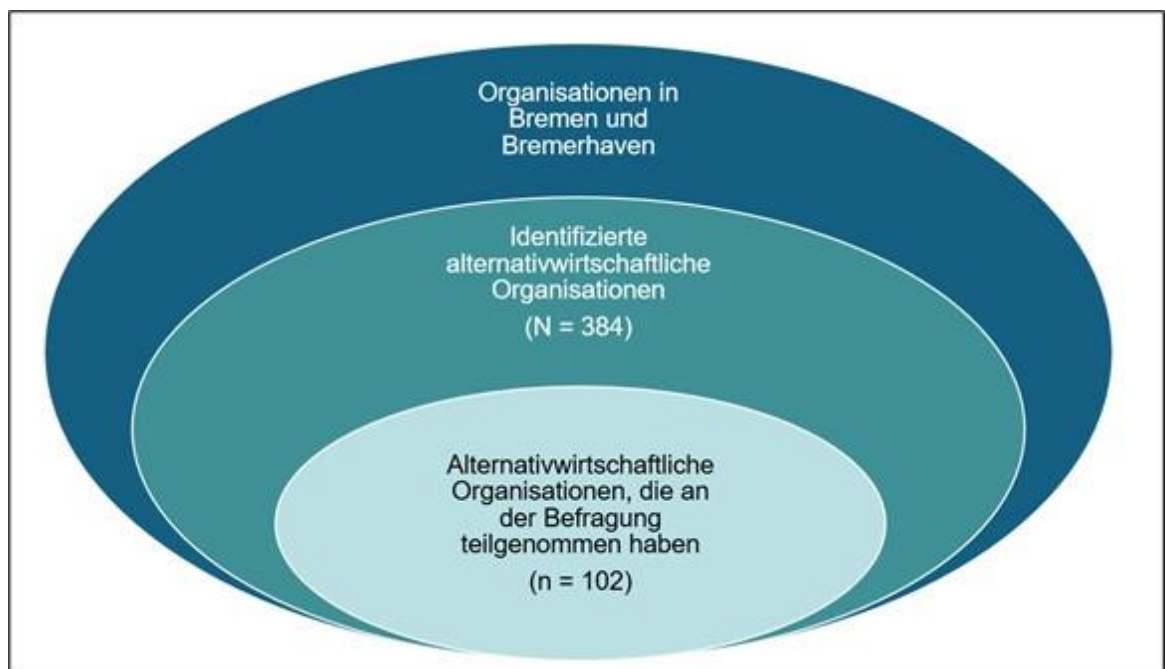 Organisationen in
Bremen und
Bremerhaven
Identifizierte
alternativwirtschaftliche
Organisationen
(N = 384)
Alternativwirtschaftliche
Organisationen, die an
der Befragung
teilgenommen haben
(n = 102)